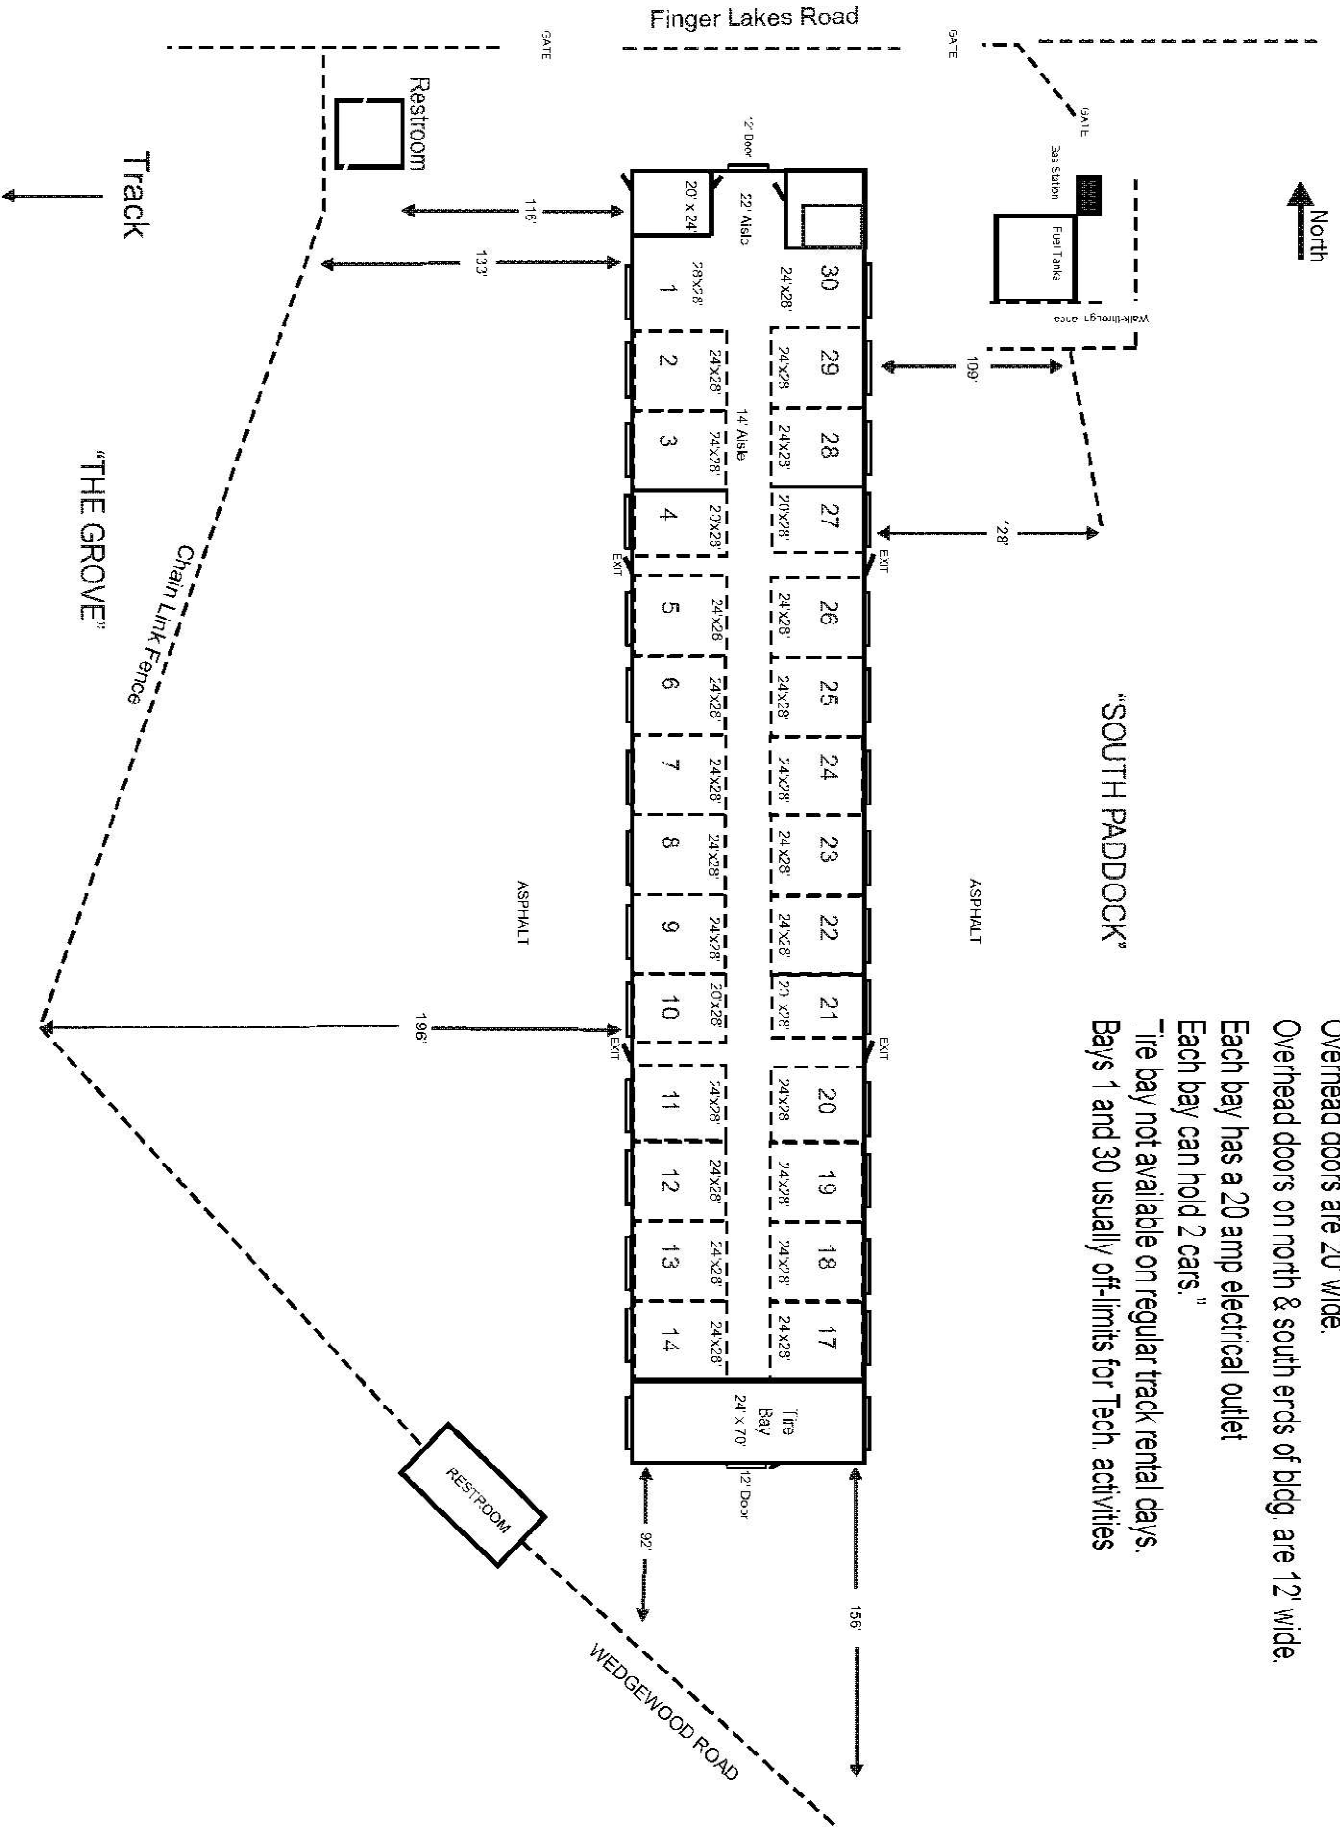 Finger Lakes Road
GATE
GATE
GATE
North
Restroom
Track
12' Door
Gas Station
Fuel Tanks
20' x 24'
22' Aisle
116'
133'
28'x28'
1
24'x28'
30
24'x28'
2
24'x28
29
109'
24'x28'
3
14' Aisle
24'x28'
28
20'x28'
4
20'x28'
27
EXIT
EXIT
24'x28
5
24'x28'
26
24'x28'
6
24'x28'
25
24'x28'
7
24'x28'
24
24'x28'
8
24'x28'
23
24'x28'
9
24'x28'
22
20'x28'
10
20' x28'
21
EXIT
EXIT
24'x28'
11
24'x28
20
24'x28'
12
24'x28'
19
24'x28'
13
24'x28'
18
24'x28'
14
24'x28'
17
Tire
Bay
24' x 70'
12' Door
92'
156'
196'
"THE GROVE"
Chain Link Fence
ASPHALT
ASPHALT
"SOUTH PADDOCK"
RESTROOM
WEDGEWOOD ROAD
Overhead doors are 20' wide.
Overhead doors on north & south ends of bldg. are 12' wide.
Each bay has a 20 amp electrical outlet
Each bay can hold 2 cars."
Tire bay not available on regular track rental days.
Bays 1 and 30 usually off-limits for Tech. activities